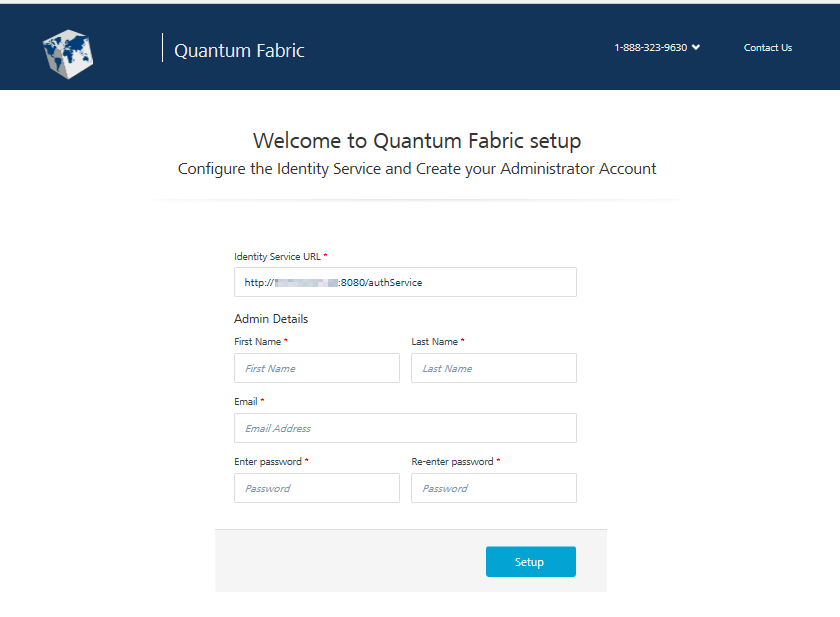 Quantum Fabric
1-888-323-9630
Contact Us
Welcome to Quantum Fabric setup
Configure the Identity Service and Create your Administrator Account
Identity Service URL *
http:// :8080/authService
Admin Details
First Name * Last Name *
First Name Last Name
Email *
Email Address
Enter password * Re-enter password *
Password Password
Setup